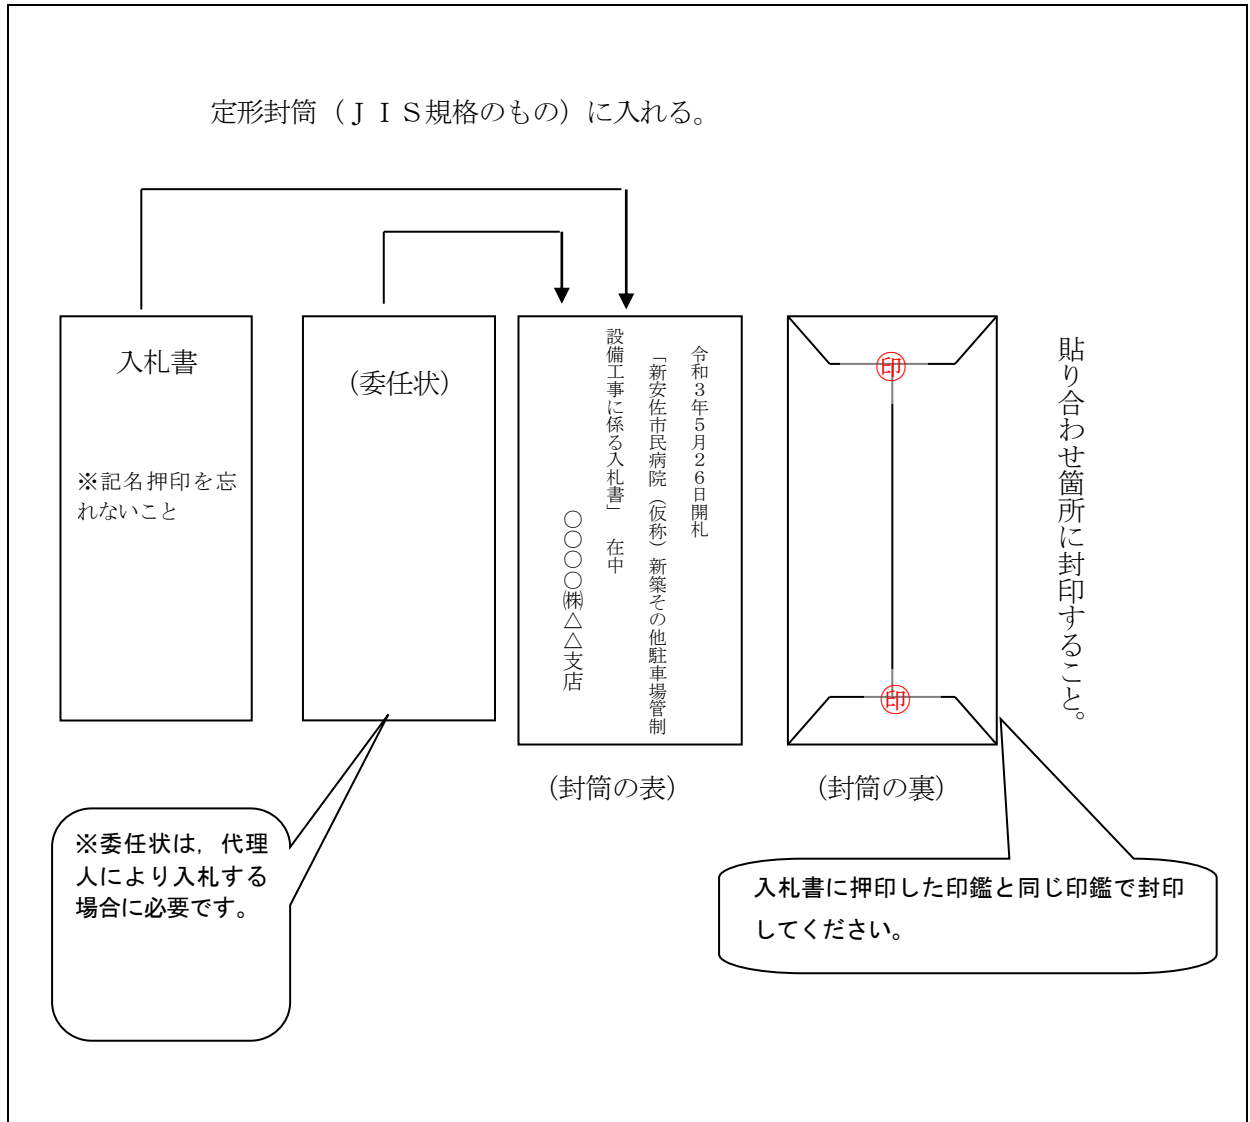 定形封筒（ＪＩＳ規格のもの）に入れる。
入札書
※記名押印を忘
れないこと
（委任状）
令和３年５月２６日開札
「新安佐市民病院（仮称）新築その他駐車場管制
設備工事に係る入札書」　在中
〇〇〇〇㈱△△支店
印
印
貼り合わせ箇所に封印すること。
（封筒の表）
（封筒の裏）
※委任状は，代理
人により入札する
場合に必要です。
入札書に押印した印鑑と同じ印鑑で封印
してください。